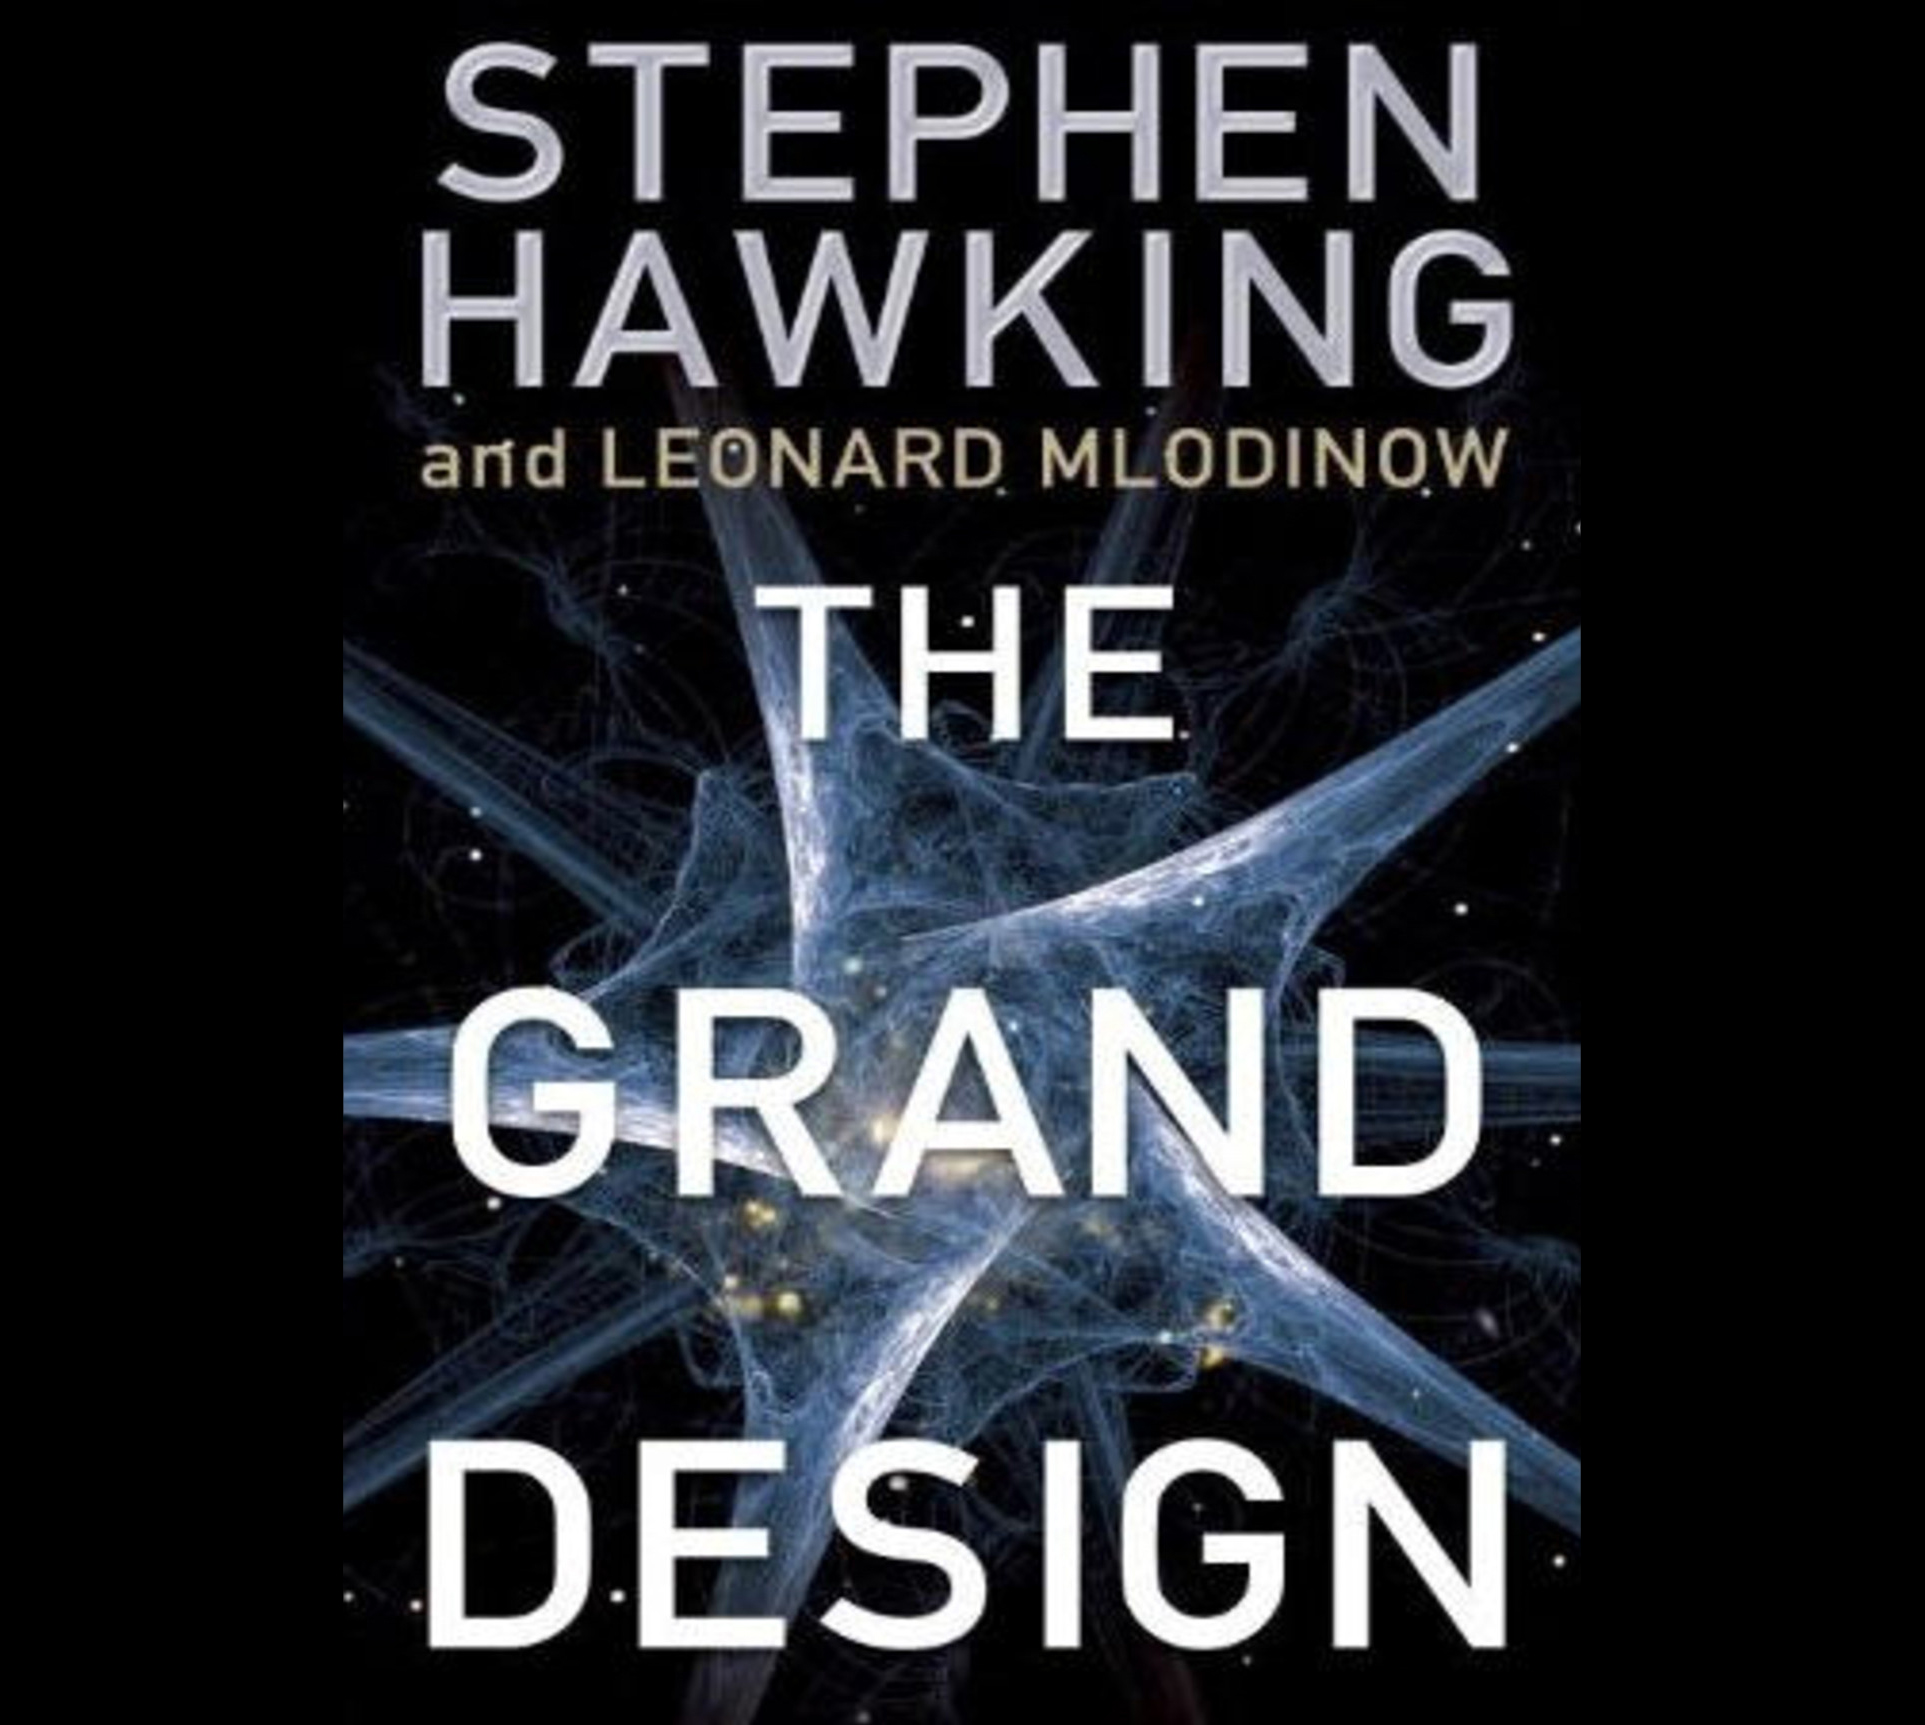 STEPHEN
HAWKING
and LEONARD MLODINOW
THE
GRAND
DESIGN